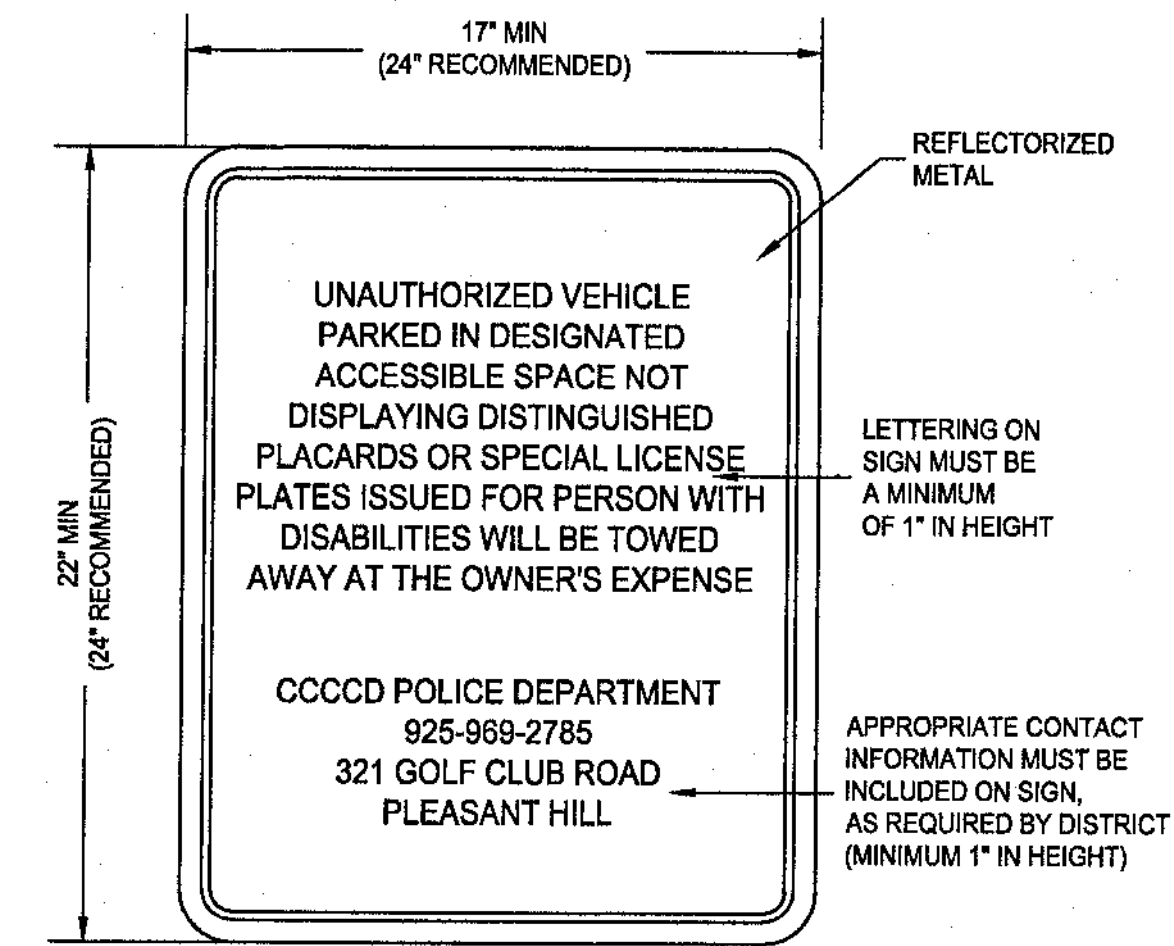 17" MIN
(24" RECOMMENDED)
REFLECTORIZED
METAL
UNAUTHORIZED VEHICLE
PARKED IN DESIGNATED
ACCESSIBLE SPACE NOT
DISPLAYING DISTINGUISHED
PLACARDS OR SPECIAL LICENSE
PLATES ISSUED FOR PERSON WITH
DISABILITIES WILL BE TOWED
AWAY AT THE OWNER'S EXPENSE
LETTERING ON
SIGN MUST BE
A MINIMUM
OF 1" IN HEIGHT
22" MIN
(24" RECOMMENDED)
CCCCD POLICE DEPARTMENT
925-969-2785
321 GOLF CLUB ROAD
PLEASANT HILL
APPROPRIATE CONTACT
INFORMATION MUST BE
INCLUDED ON SIGN,
AS REQUIRED BY DISTRICT
(MINIMUM 1" IN HEIGHT)